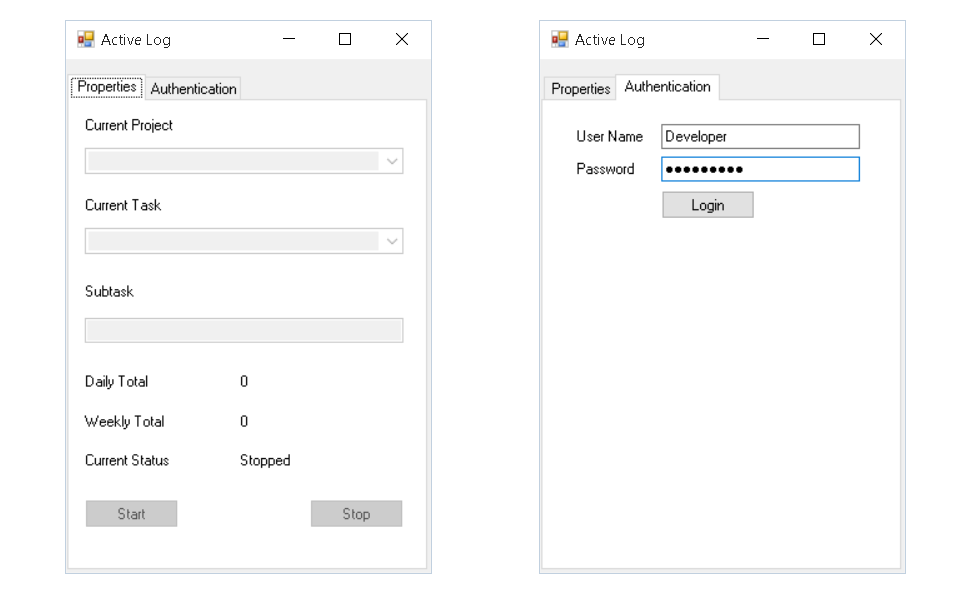 Active Log
Properties Authentication
Current Project
Current Task
Subtask
Daily Total 0
Weekly Total 0
Current Status Stopped
Start Stop
Active Log
Properties Authentication
User Name Developer
Password •••••••••
Login